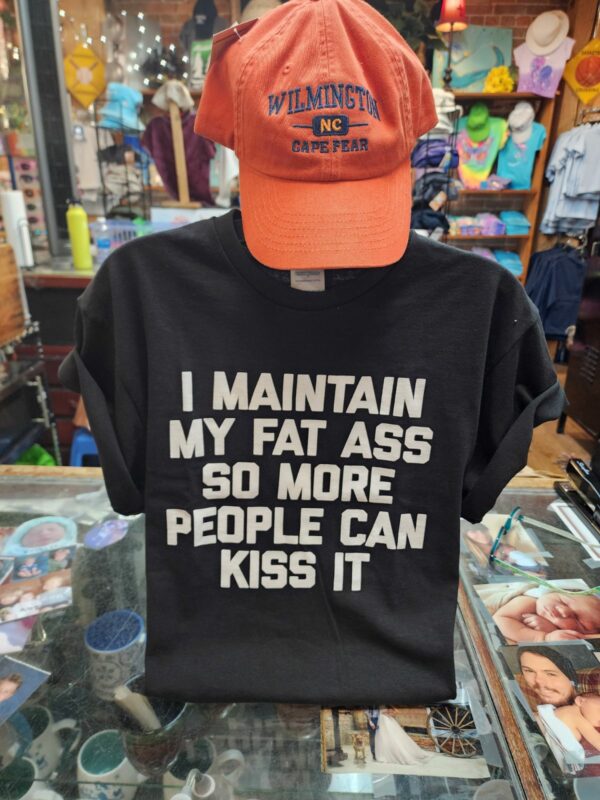 WILMINGTON
NC
CAPE FEAR
I MAINTAIN
MY FAT ASS
SO MORE
PEOPLE CAN
KISS IT